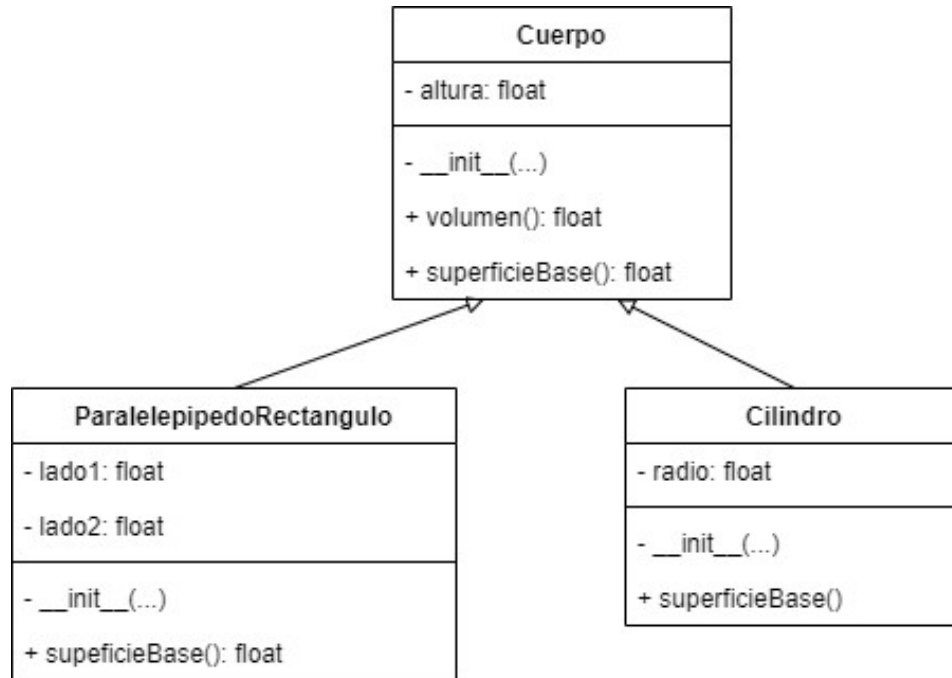 Cuerpo
- altura: float
- __init__(...)
+ volumen(): float
+ superficieBase(): float
ParalelepipedoRectangulo
- lado1: float
- lado2: float
- __init__(...)
+ supeficieBase(): float
Cilindro
- radio: float
- __init__(...)
+ superficieBase()